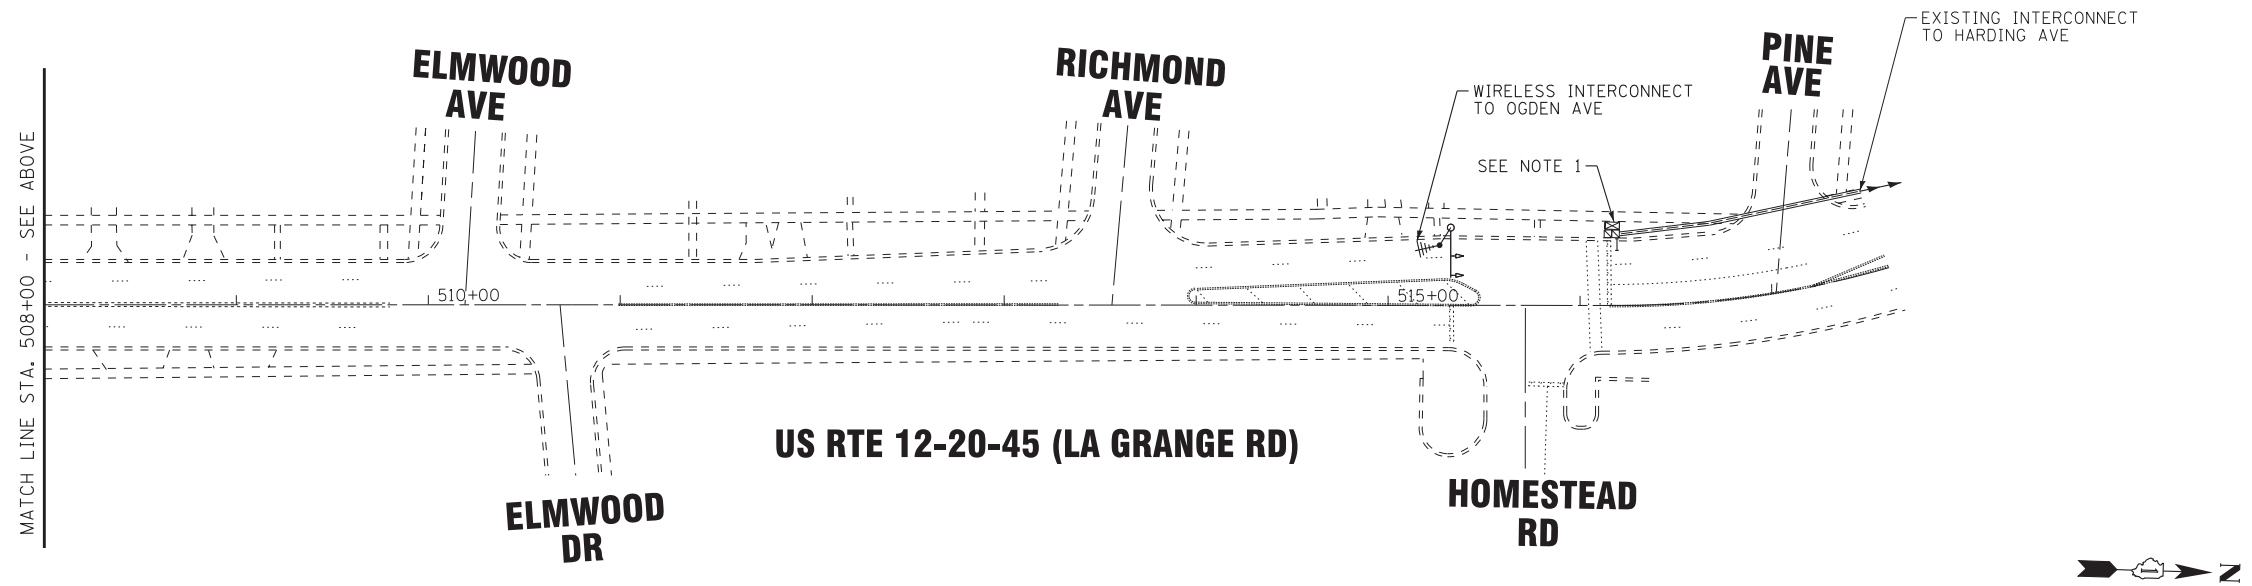 EXISTING INTERCONNECT
TO HARDING AVE
PINE
AVE
ELMWOOD
AVE
RICHMOND
AVE
WIRELESS INTERCONNECT
TO OGDEN AVE
SEE NOTE 1
MATCH LINE STA. 508+00 - SEE ABOVE
510+00
515+00
US RTE 12-20-45 (LA GRANGE RD)
ELMWOOD
DR
HOMESTEAD
RD
N